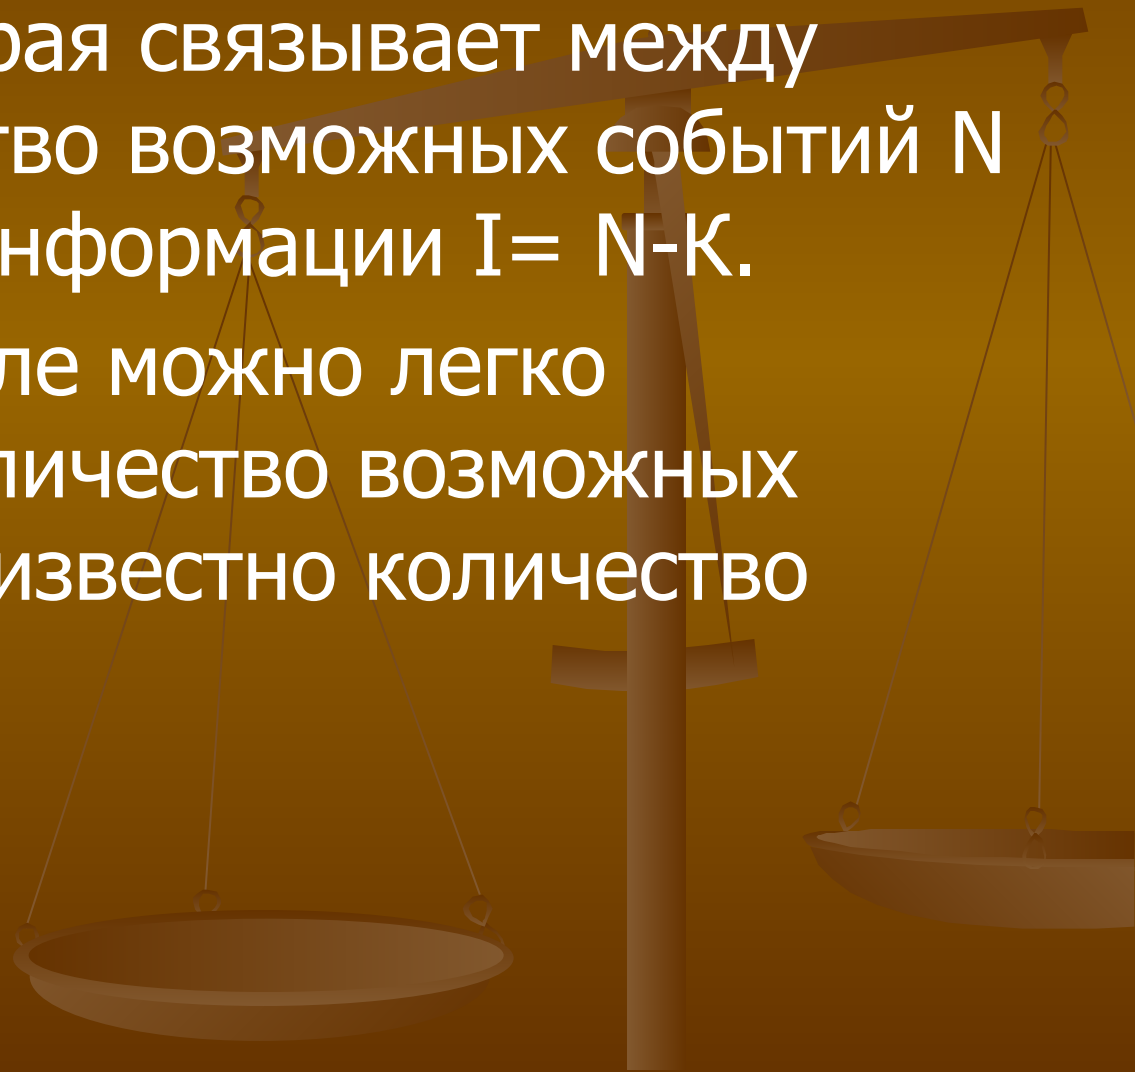 рая связывает между
тво возможных событий N
нформации I= N-К.
ле можно легко
личество возможных
известно количество